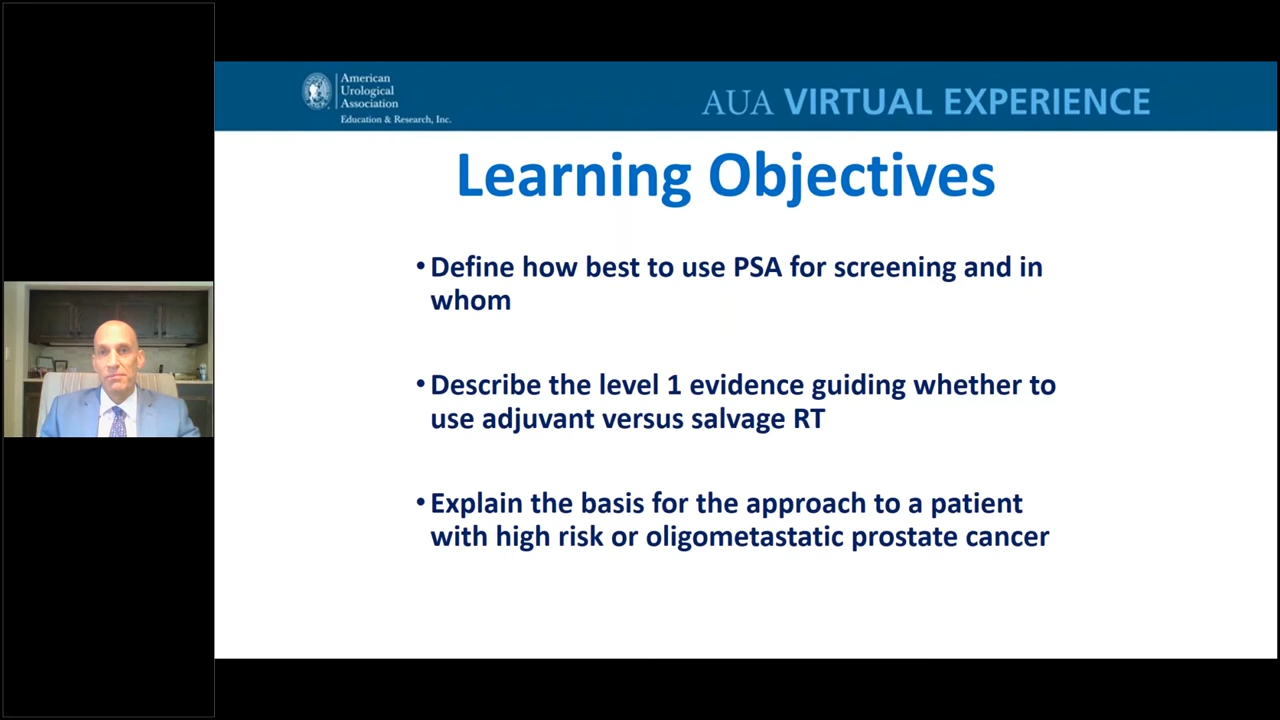 American
Urological
Association
Education & Research, Inc.
AUA VIRTUAL EXPERIENCE
Learning Objectives
•Define how best to use PSA for screening and in
whom
•Describe the level 1 evidence guiding whether to
use adjuvant versus salvage RT
•Explain the basis for the approach to a patient
with high risk or oligometastatic prostate cancer